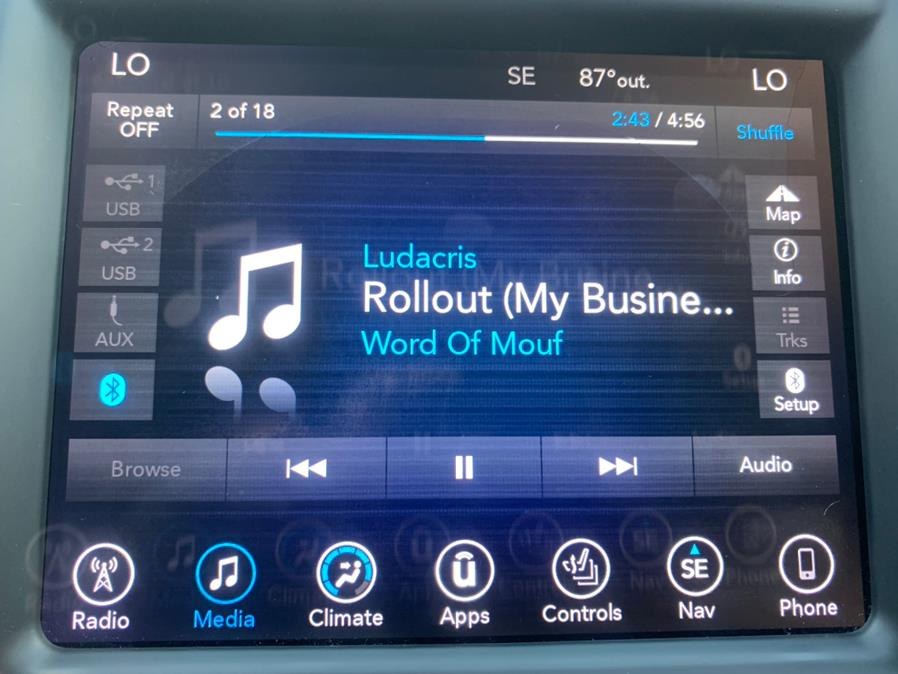 LO
SE 87° out.
LO
Repeat
OFF
2 of 18
2:43 / 4:56
Shuffle
1
USB
2
USB
AUX
Ludacris
Rollout (My Busine...
Word Of Mouf
Map
i
Info
Trks
Setup
Browse
Audio
Radio
Media
Climate
u
Apps
Controls
SE
Nav
Phone